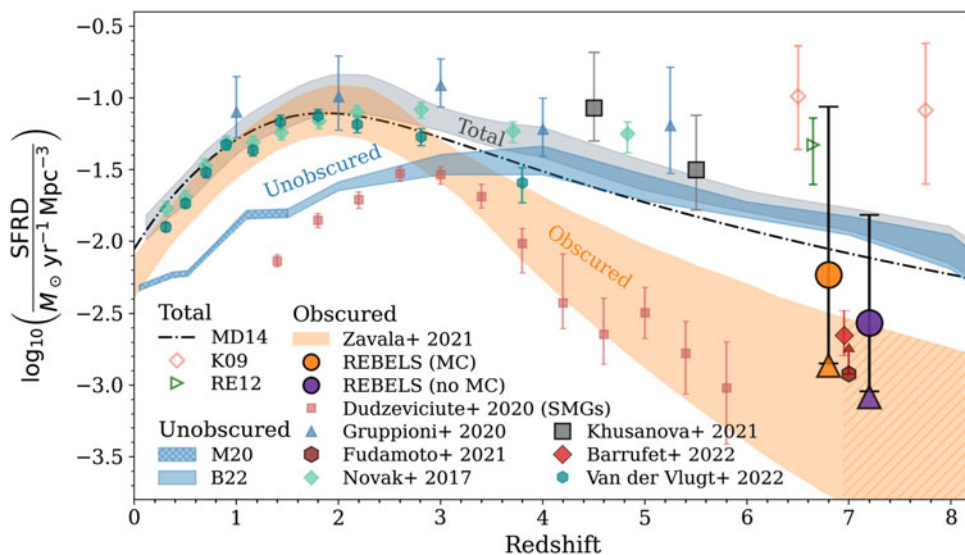 −0.5
−1.0
−1.5
−2.0
−2.5
−3.0
−3.5
log₁₀(SFRD / M⊙ yr⁻¹ Mpc⁻³)
Total
Unobscured
Obscured
Total
MD14
K09
RE12
Unobscured
M20
B22
Obscured
Zavala+ 2021
REBELS (MC)
REBELS (no MC)
Dudzeviciute+ 2020 (SMGs)
Gruppioni+ 2020
Fudamoto+ 2021
Novak+ 2017
Khusanova+ 2021
Barrufet+ 2022
Van der Vlugt+ 2022
0 1 2 3 4 5 6 7 8
Redshift